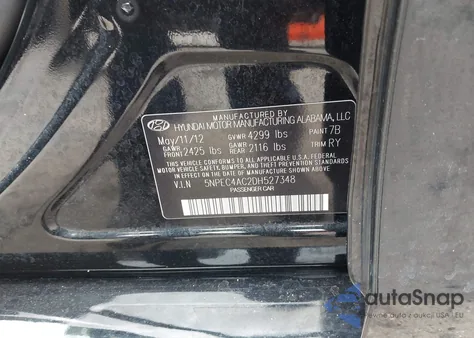 MANUFACTURED BY
HYUNDAI MOTOR MANUFACTURING ALABAMA, LLC
May/11/12 GVWR 4299 lbs PAINT 7B
GAWR FRONT 2425 lbs GAWR REAR 2116 lbs TRIM RY
THIS VEHICLE CONFORMS TO ALL APPLICABLE U.S.A. FEDERAL
MOTOR VEHICLE SAFETY, BUMPER, AND THEFT PREVENTION
STANDARDS IN EFFECT ON THE DATE OF MANUFACTURE SHOWN ABOVE
V.I.N 5NPEC4AC2DH527348
PASSENGER CAR
autoSnap